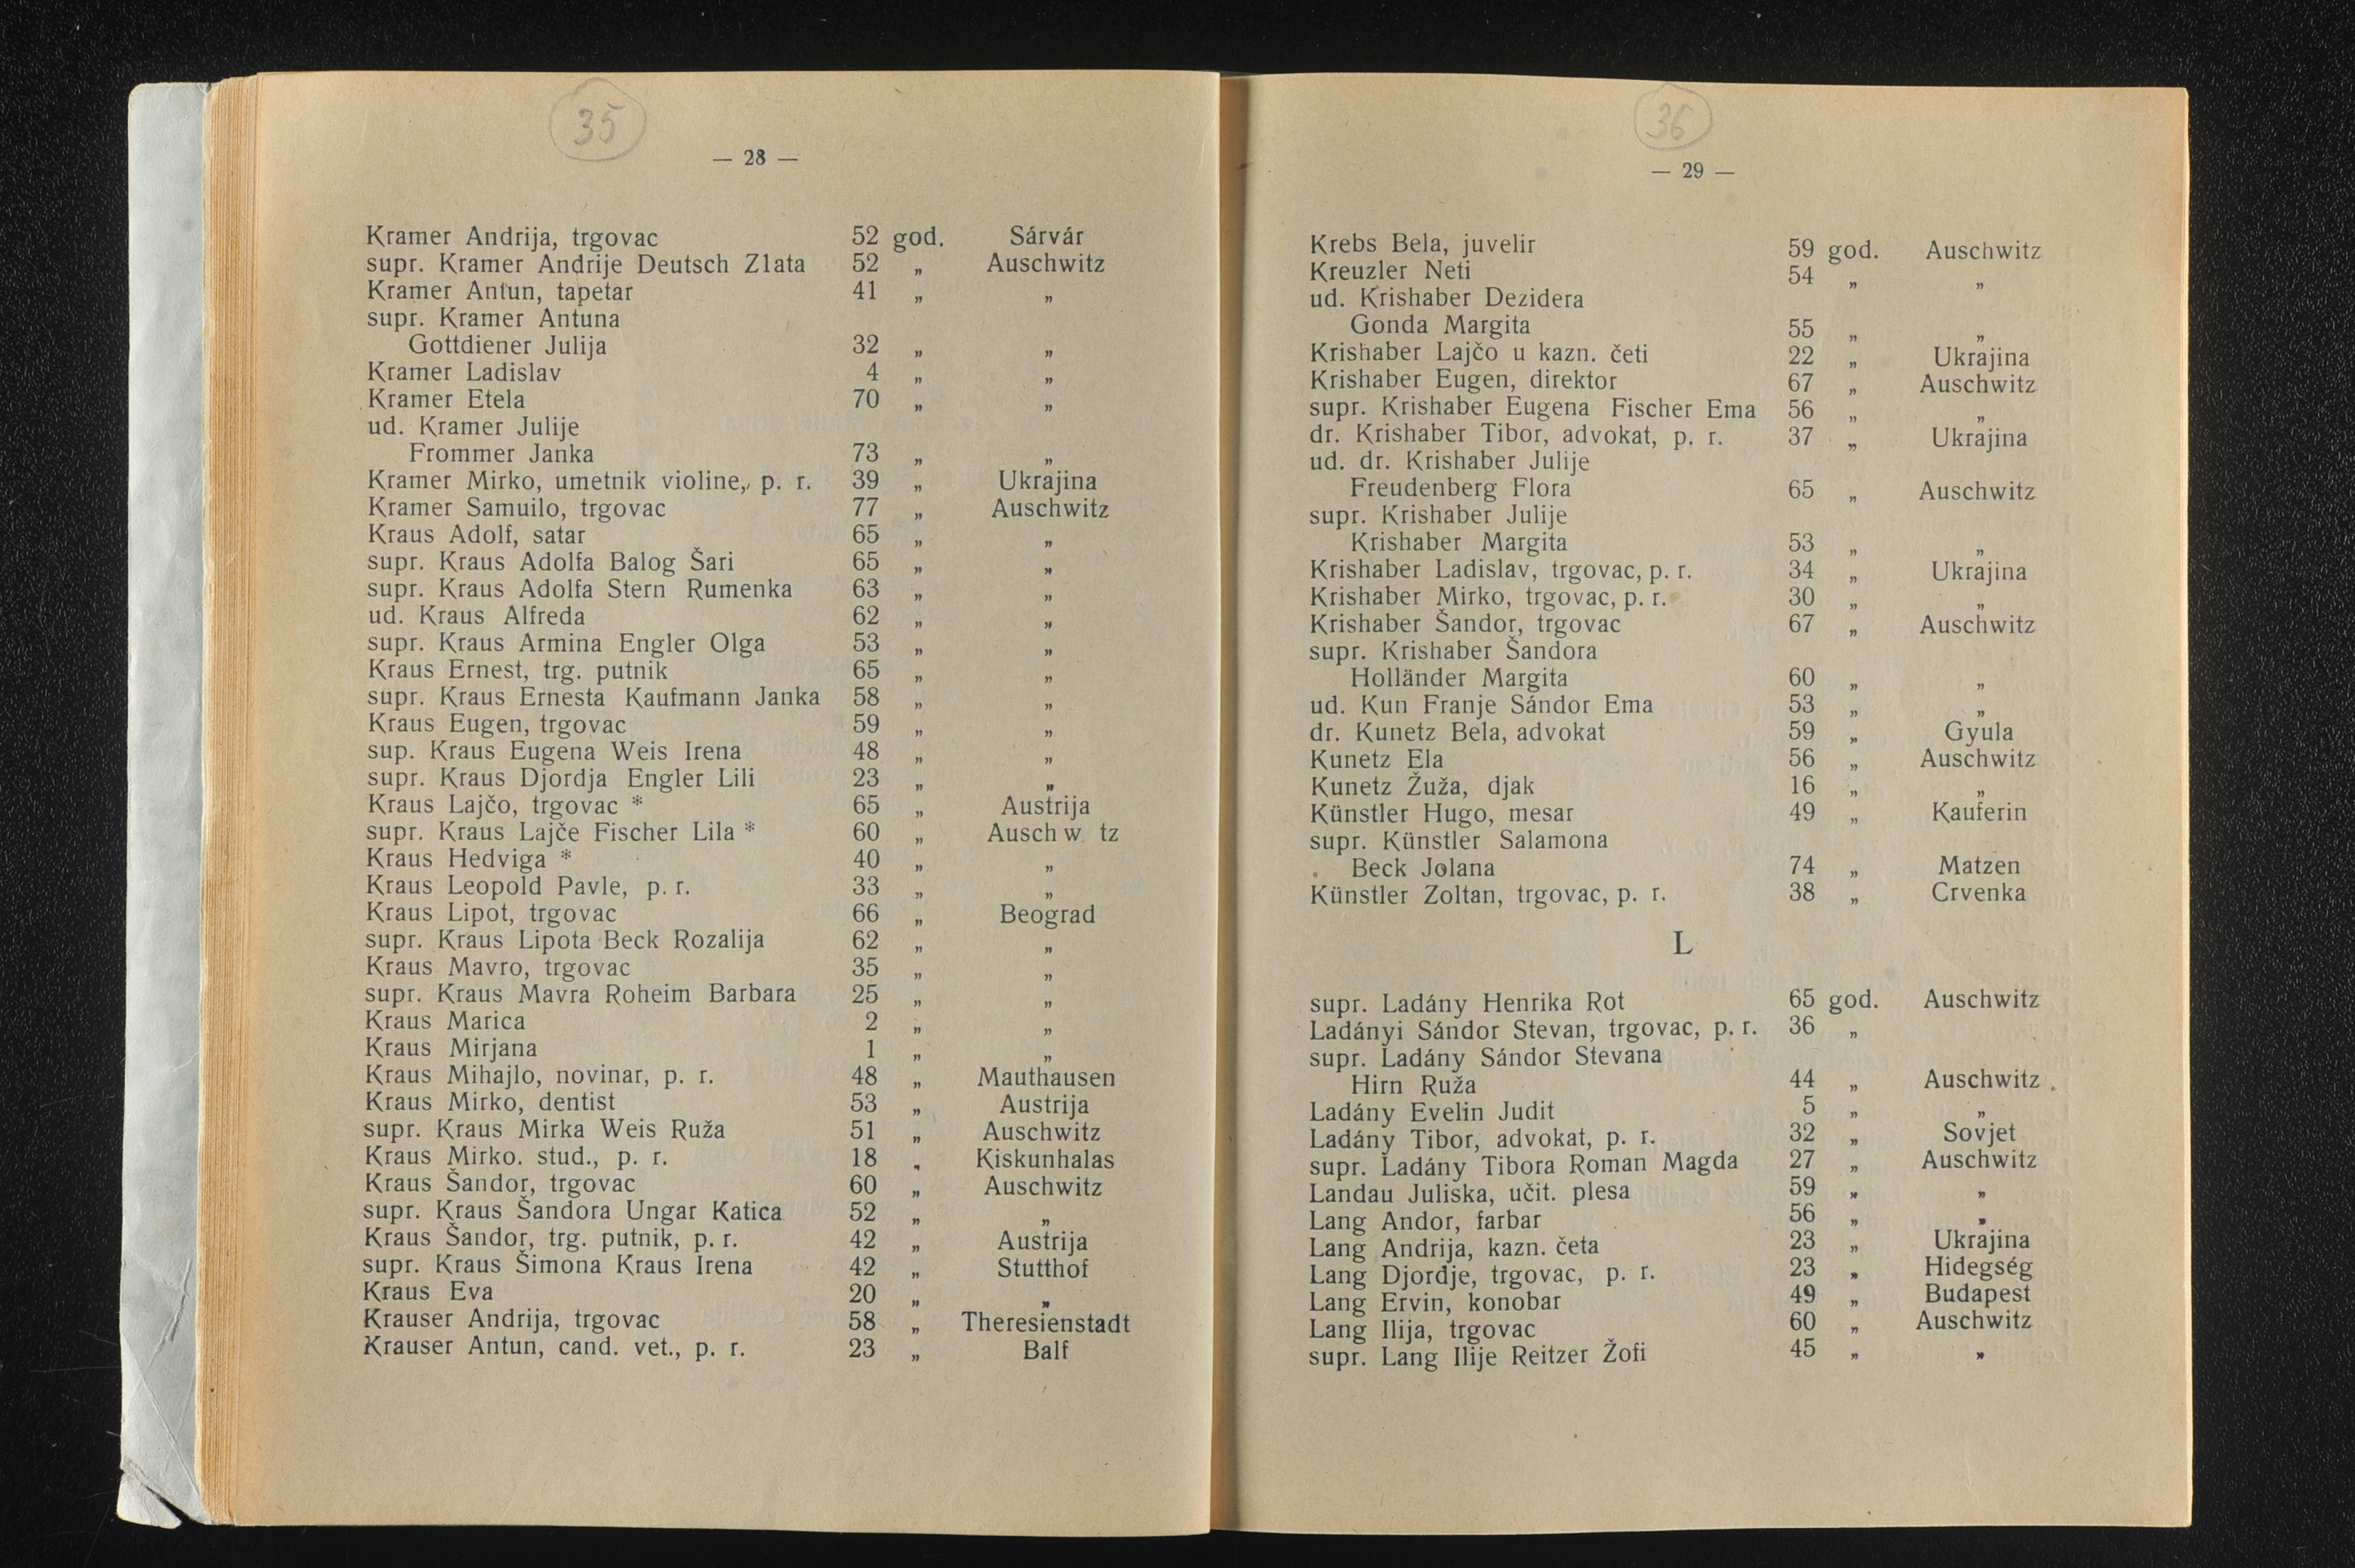 35
— 28 —
Kramer Andrija, trgovac 52 god. Sárvár
supr. Kramer Andrije Deutsch Zlata 52 „ Auschwitz
Kramer Antun, tapetar 41 „ „
supr. Kramer Antuna
Gottdiener Julija 32 „ „
Kramer Ladislav 4 „ „
Kramer Etela 70 „ „
ud. Kramer Julije
Frommer Janka 73 „ „
Kramer Mirko, umetnik violine, p. r. 39 „ Ukrajina
Kramer Samuilo, trgovac 77 „ Auschwitz
Kraus Adolf, satar 65 „ „
supr. Kraus Adolfa Balog Šari 65 „ „
supr. Kraus Adolfa Stern Rumenka 63 „ „
ud. Kraus Alfreda 62 „ „
supr. Kraus Armina Engler Olga 53 „ „
Kraus Ernest, trg. putnik 65 „ „
supr. Kraus Ernesta Kaufmann Janka 58 „ „
Kraus Eugen, trgovac 59 „ „
sup. Kraus Eugena Weis Irena 48 „ „
supr. Kraus Djordja Engler Lili 23 „ „
Kraus Lajčo, trgovac * 65 „ Austrija
supr. Kraus Lajče Fischer Lila * 60 „ Auschw tz
Kraus Hedviga * 40 „ „
Kraus Leopold Pavle, p. r. 33 „ „
Kraus Lipot, trgovac 66 „ Beograd
supr. Kraus Lipota Beck Rozalija 62 „ „
Kraus Mavro, trgovac 35 „ „
supr. Kraus Mavra Roheim Barbara 25 „ „
Kraus Marica 2 „ „
Kraus Mirjana 1 „ „
Kraus Mihajlo, novinar, p. r. 48 „ Mauthausen
Kraus Mirko, dentist 53 „ Austrija
supr. Kraus Mirka Weis Ruža 51 „ Auschwitz
Kraus Mirko. stud., p. r. 18 „ Kiskunhalas
Kraus Šandor, trgovac 60 „ Auschwitz
supr. Kraus Šandora Ungar Katica 52 „ „
Kraus Šandor, trg. putnik, p. r. 42 „ Austrija
supr. Kraus Šimona Kraus Irena 42 „ Stutthof
Kraus Eva 20 „ „
Krauser Andrija, trgovac 58 „ Theresienstadt
Krauser Antun, cand. vet., p. r. 23 „ Balf
36
— 29 —
Krebs Bela, juvelir 59 god. Auschwitz
Kreuzler Neti 54 „ „
ud. Krishaber Dezidera
Gonda Margita 55 „ „
Krishaber Lajčo u kazn. četi 22 „ Ukrajina
Krishaber Eugen, direktor 67 „ Auschwitz
supr. Krishaber Eugena Fischer Ema 56 „ „
dr. Krishaber Tibor, advokat, p. r. 37 „ Ukrajina
ud. dr. Krishaber Julije
Freudenberg Flora 65 „ Auschwitz
supr. Krishaber Julije
Krishaber Margita 53 „ „
Krishaber Ladislav, trgovac, p. r. 34 „ Ukrajina
Krishaber Mirko, trgovac, p. r. 30 „ „
Krishaber Šandor, trgovac 67 „ Auschwitz
supr. Krishaber Šandora
Holländer Margita 60 „ „
ud. Kun Franje Sándor Ema 53 „ „
dr. Kunetz Bela, advokat 59 „ Gyula
Kunetz Ela 56 „ Auschwitz
Kunetz Žuža, djak 16 „ „
Künstler Hugo, mesar 49 „ Kauferin
supr. Künstler Salamona
Beck Jolana 74 „ Matzen
Künstler Zoltan, trgovac, p. r. 38 „ Crvenka
L
supr. Ladány Henrika Rot 65 god. Auschwitz
Ladányi Sándor Stevan, trgovac, p. r. 36 „
supr. Ladány Sándor Stevana
Hirn Ruža 44 „ Auschwitz
Ladány Evelin Judit 5 „ „
Ladány Tibor, advokat, p. r. 32 „ Sovjet
supr. Ladány Tibora Roman Magda 27 „ Auschwitz
Landau Juliska, učit. plesa 59 „ „
Lang Andor, farbar 56 „ „
Lang Andrija, kazn. četa 23 „ Ukrajina
Lang Djordje, trgovac, p. r. 23 „ Hidegség
Lang Ervin, konobar 49 „ Budapest
Lang Ilija, trgovac 60 „ Auschwitz
supr. Lang Ilije Reitzer Žofi 45 „ „